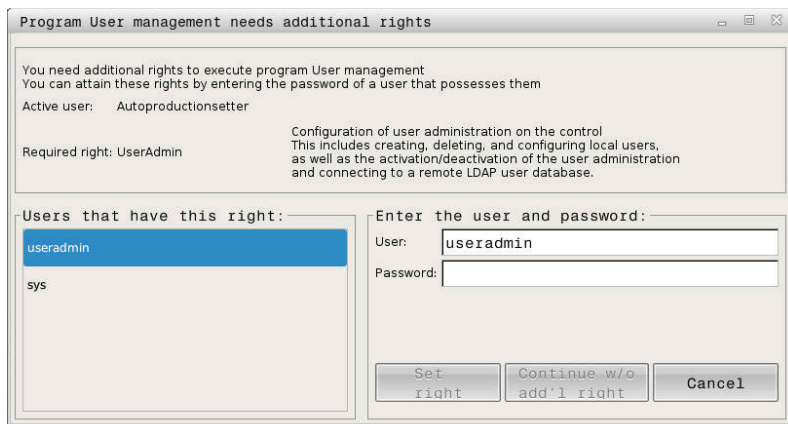 Program User management needs additional rights
You need additional rights to execute program User management
You can attain these rights by entering the password of a user that possesses them
Active user: Autoproductionsetter
Required right: UserAdmin
Configuration of user administration on the control
This includes creating, deleting, and configuring local users,
as well as the activation/deactivation of the user administration
and connecting to a remote LDAP user database.
Users that have this right:
useradmin
sys
Enter the user and password:
User: useradmin
Password:
Set
right
Continue w/o
add'l right
Cancel